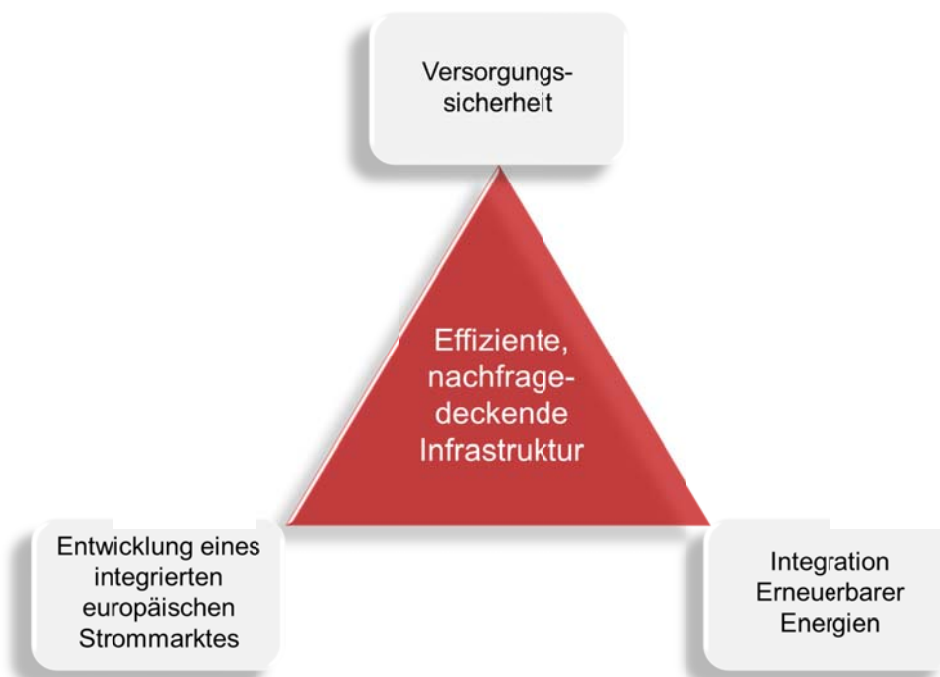 Versorgungs-
sicherheit
Effiziente,
nachfrage-
deckende
Infrastruktur
Entwicklung eines
integrierten
europäischen
Strommarktes
Integration
Erneuerbarer
Energien